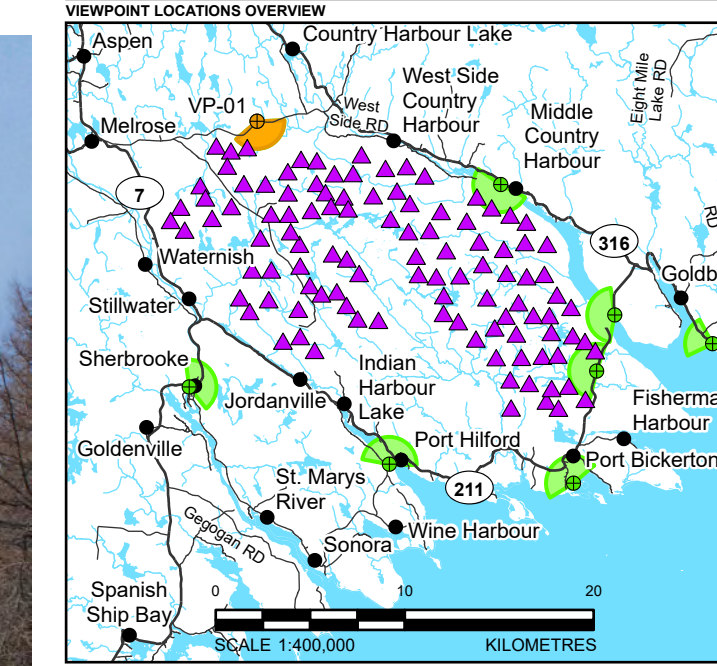 VIEWPOINT LOCATIONS OVERVIEW
Aspen
Country Harbour Lake
West Side
Country
Harbour
VP-01
West
Side RD
Eight Mile
Lake RD
Melrose
Middle
Country
Harbour
7
316
RD
Waternish
Goldb
Stillwater
Sherbrooke
Indian
Harbour
Lake
Jordanville
Fisherma
Harbour
Goldenville
Port Hilford
Port Bickerton
St. Marys
River
211
Gegogan RD
Wine Harbour
Sonora
Spanish
Ship Bay
0 10 20
SCALE 1:400,000 KILOMETRES